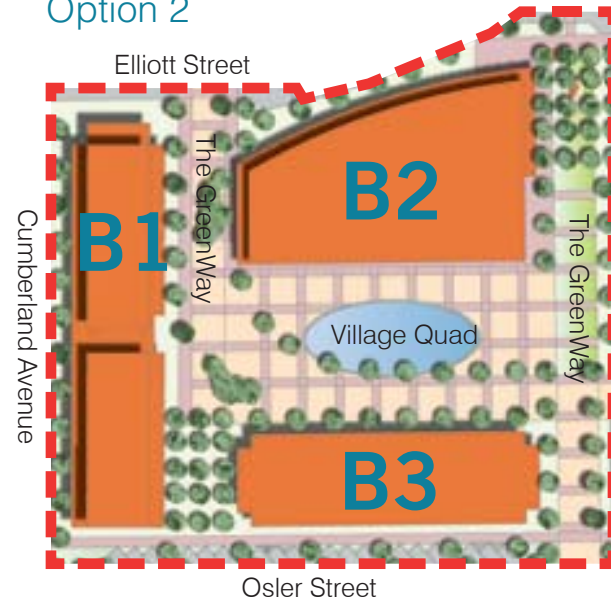 Option 2
Elliott Street
The GreenWay
B2
B1
Cumberland Avenue
The GreenWay
Village Quad
B3
Osler Street